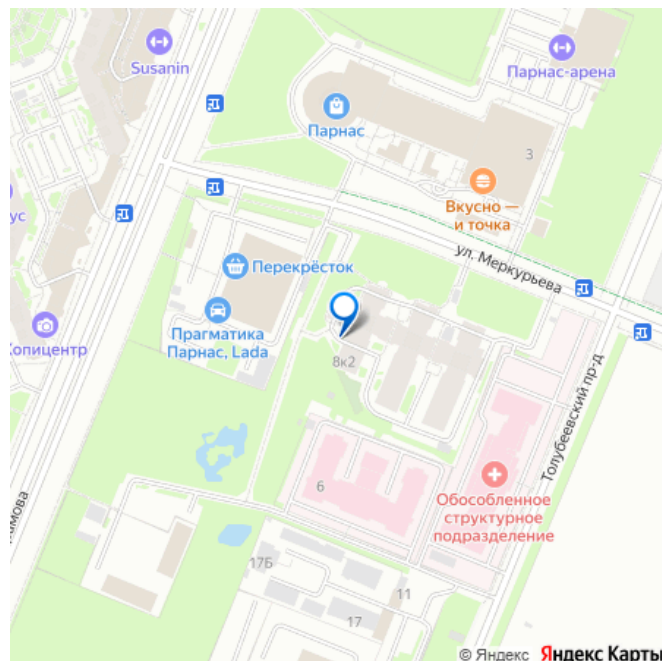 Susanin
Парнас-арена
Парнас
3
Вкусно —
и точка
ул. Меркурьева
Перекрёсток
Прагматика
Парнас, Lada
Копицентр
8к2
Толубеевский пр-д
6
Обособленное
структурное
подразделение
17Б
11
17
© Яндекс Яндекс Карты